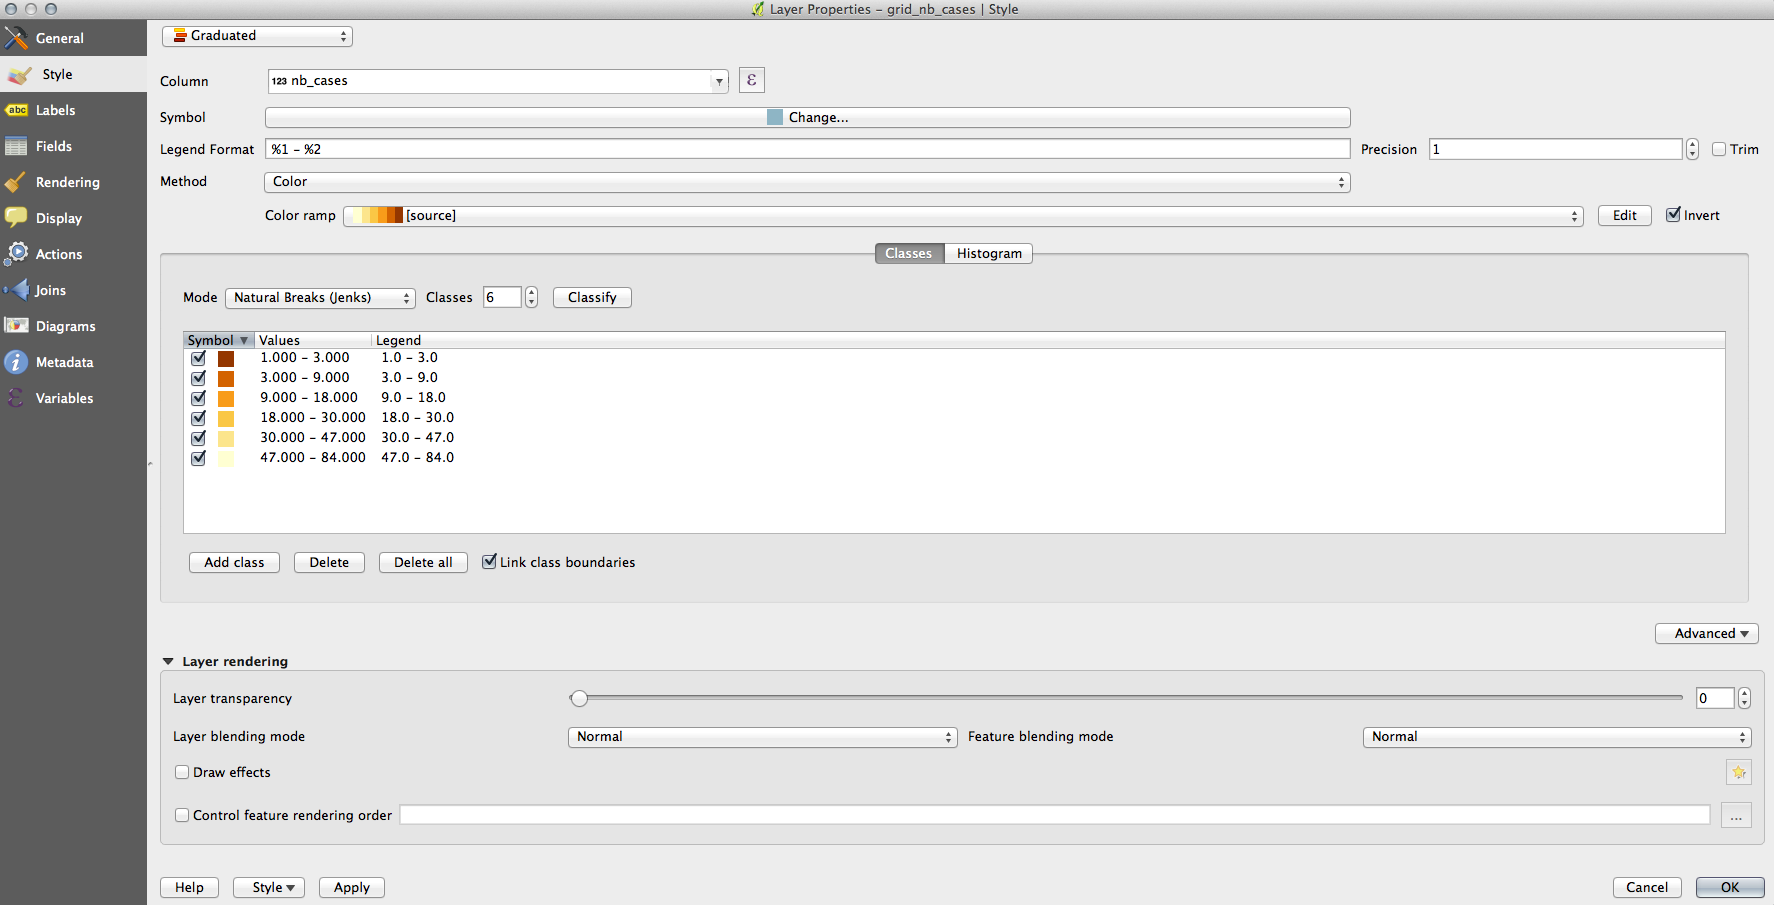 Layer Properties – grid_nb_cases | Style
General
Style
Labels
Fields
Rendering
Display
Actions
Joins
Diagrams
Metadata
Variables
Graduated
Column 123 nb_cases ε
Symbol Change...
Legend Format %1 – %2 Precision 1 Trim
Method Color
Color ramp [source] Edit Invert
Classes Histogram
Mode Natural Breaks (Jenks) Classes 6 Classify
Symbol Values Legend
1.000 – 3.000 1.0 – 3.0
3.000 – 9.000 3.0 – 9.0
9.000 – 18.000 9.0 – 18.0
18.000 – 30.000 18.0 – 30.0
30.000 – 47.000 30.0 – 47.0
47.000 – 84.000 47.0 – 84.0
Add class Delete Delete all Link class boundaries
Advanced
Layer rendering
Layer transparency 0
Layer blending mode Normal Feature blending mode Normal
Draw effects
Control feature rendering order ...
Help Style Apply Cancel OK